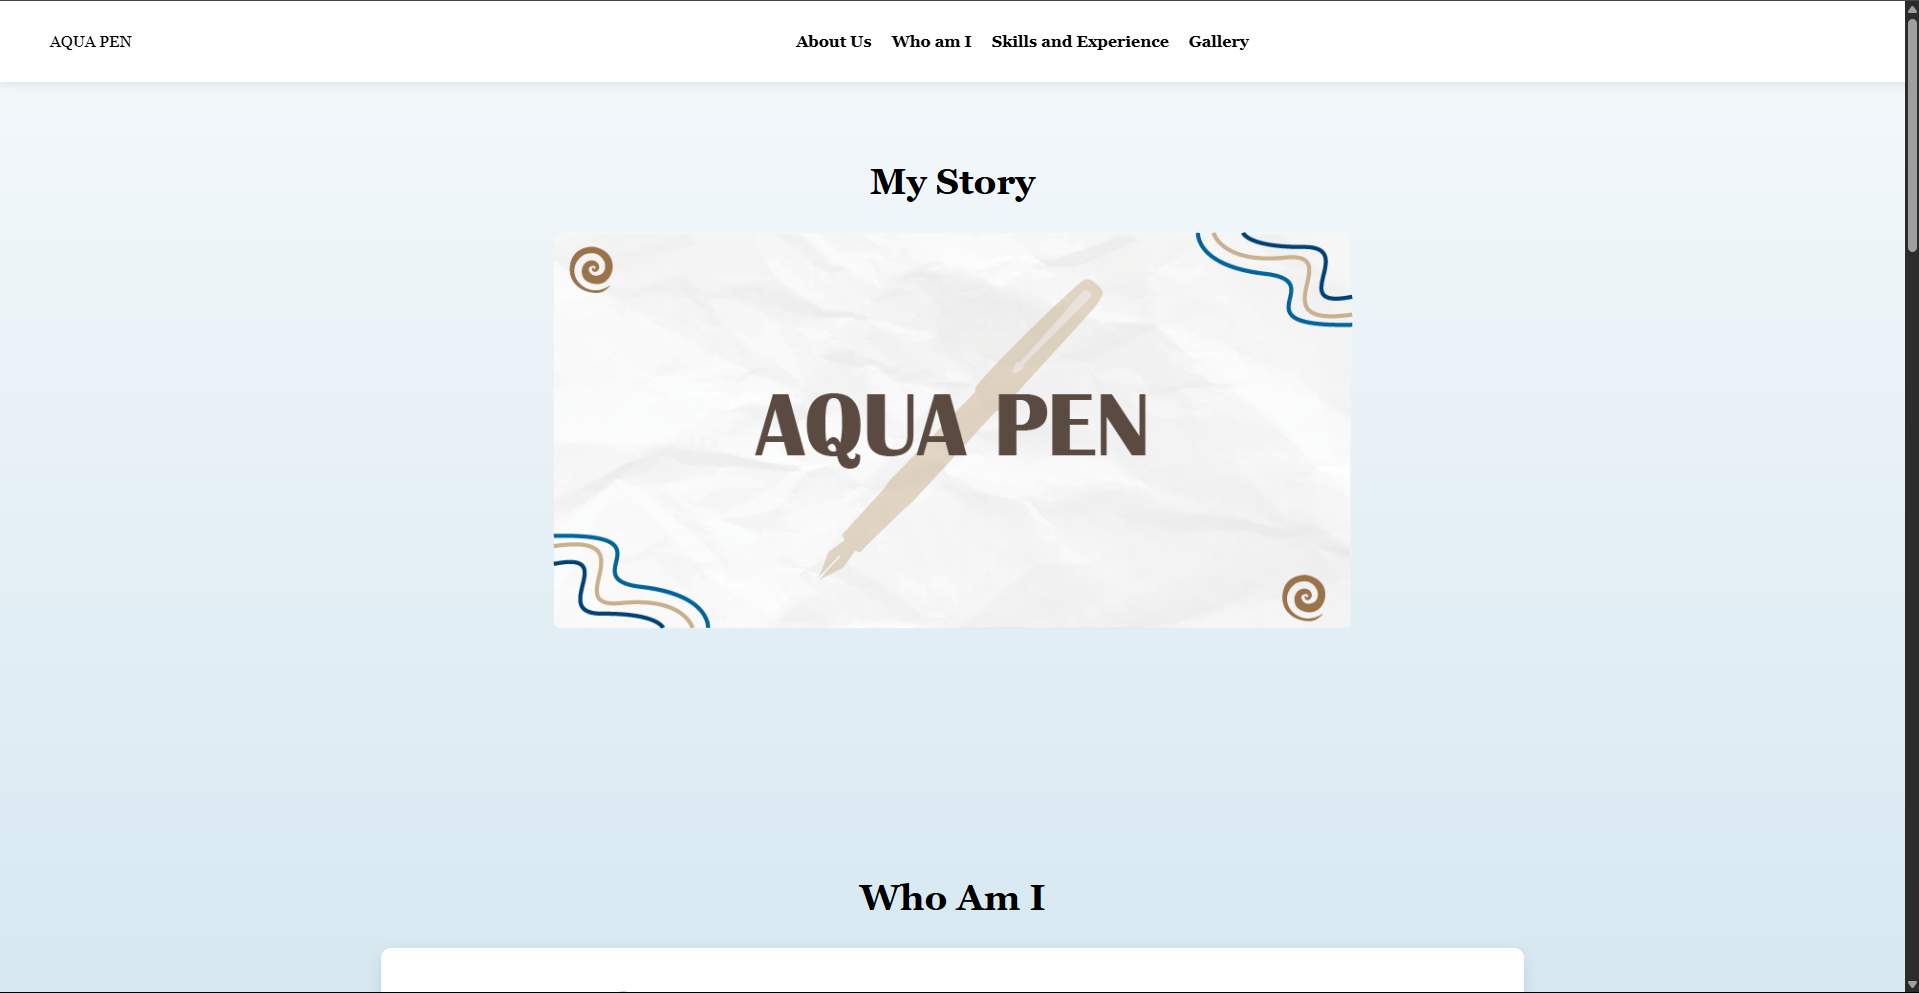 AQUA PEN
About Us Who am I Skills and Experience Gallery
My Story
AQUA PEN
Who Am I